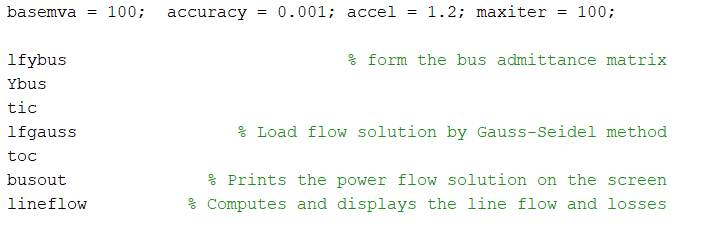 basemva = 100;  accuracy = 0.001; accel = 1.2; maxiter = 100;
lfybus                            % form the bus admittance matrix
Ybus
tic
lfgauss                % Load flow solution by Gauss-Seidel method
toc
busout              % Prints the power flow solution on the screen
lineflow          % Computes and displays the line flow and losses